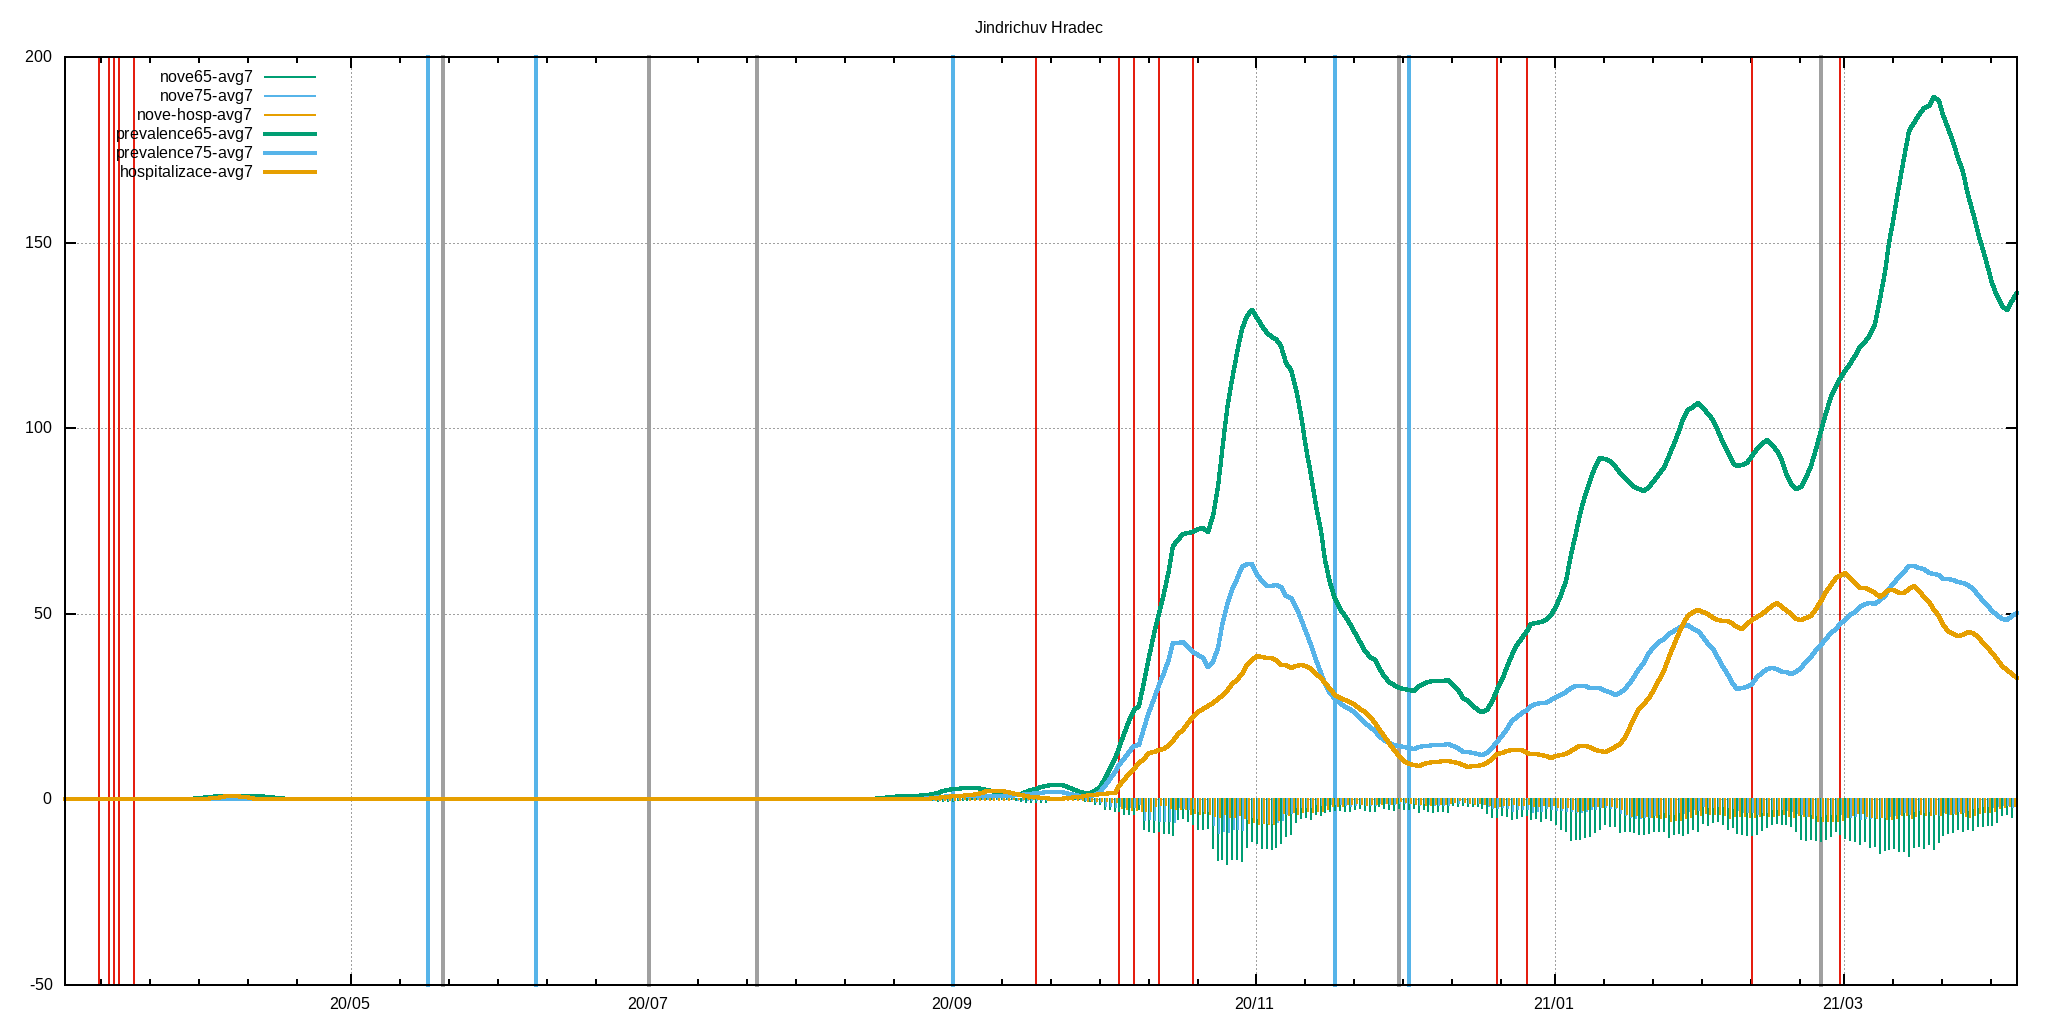 Jindrichuv Hradec
200
150
100
50
0
-50
nove65-avg7
nove75-avg7
nove-hosp-avg7
prevalence65-avg7
prevalence75-avg7
hospitalizace-avg7
20/05 20/07 20/09 20/11 21/01 21/03